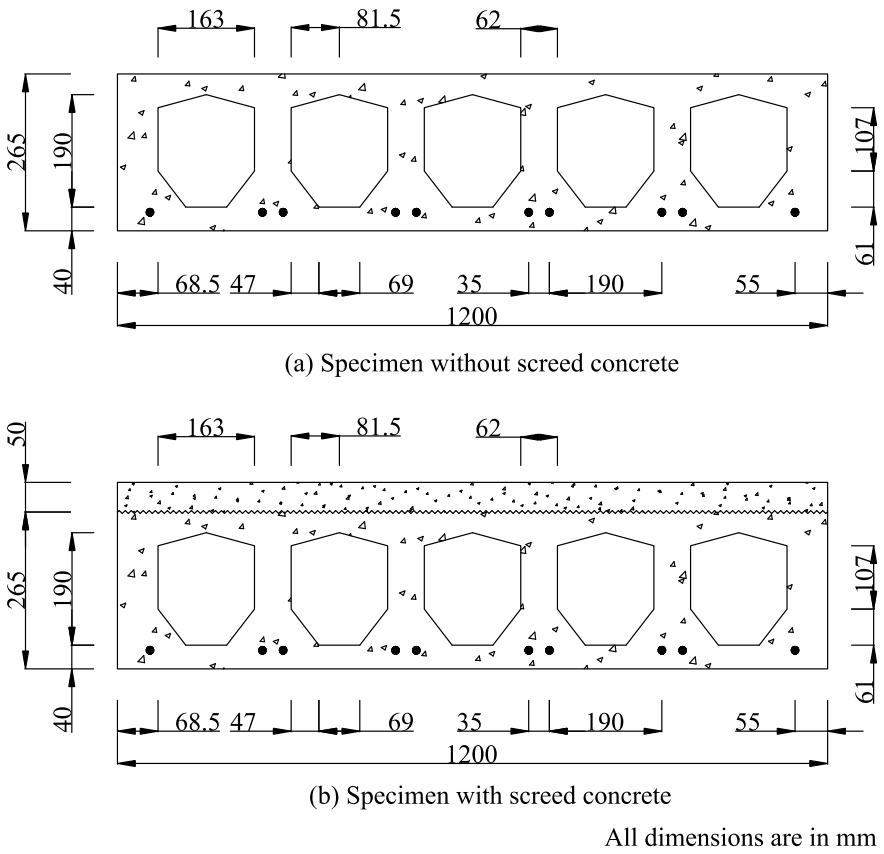 163 81.5 62
265 190 107
40 61
68.5 47 69 35 190 55
1200
(a) Specimen without screed concrete
163 81.5 62
50
265 190 107
40 61
68.5 47 69 35 190 55
1200
(b) Specimen with screed concrete
All dimensions are in mm